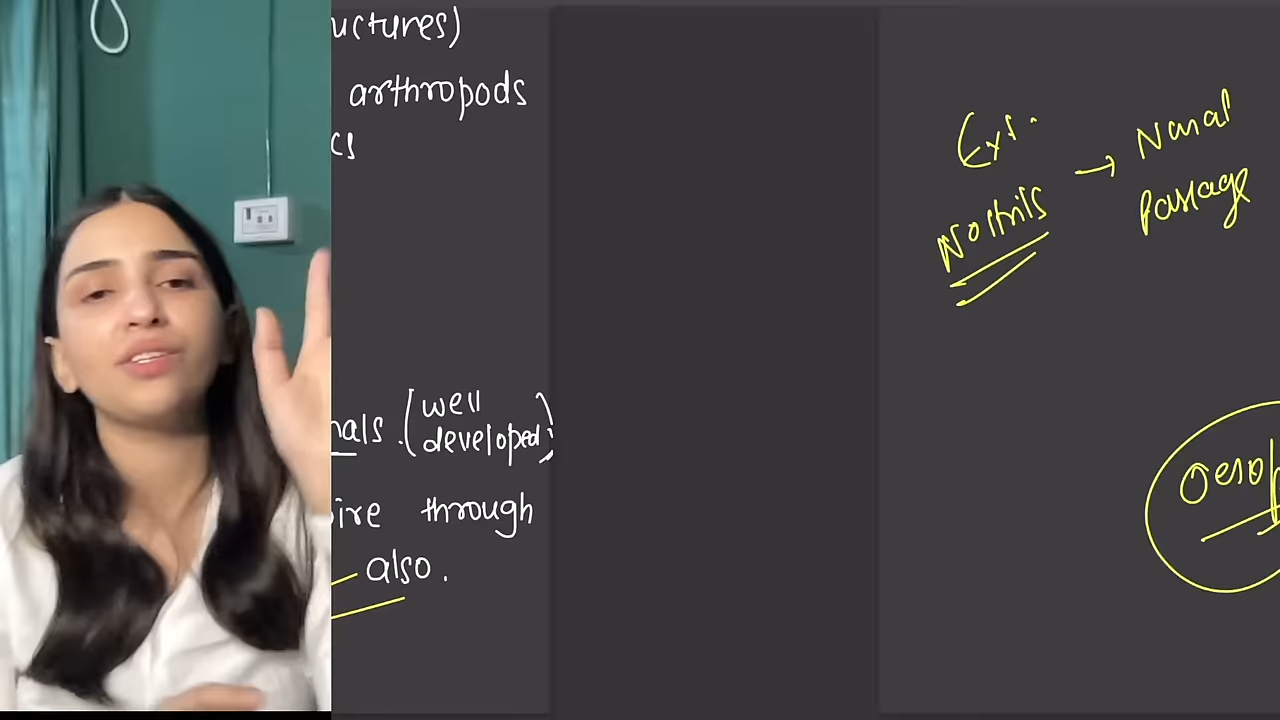 uctures)
arthropods
cs
nals. (well
developed)
ire through
also.
Ext.
Nostrils
→ Nasal
Passage
Oesop